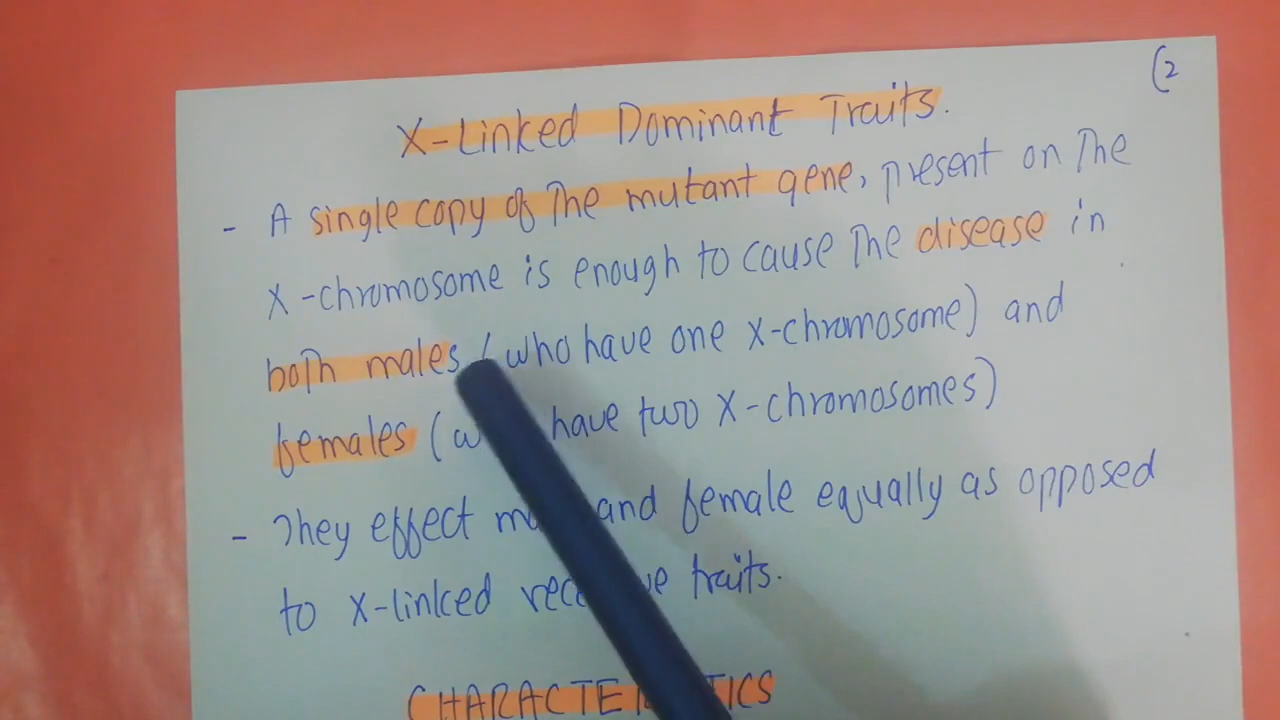 (2
X-Linked Dominant Traits.
- A single copy of the mutant gene, present on the
X-chromosome is enough to cause the disease in
both males (who have one X-chromosome) and
females ( have two X-chromosomes)
- They effect and female equally as opposed
to X-linked traits.